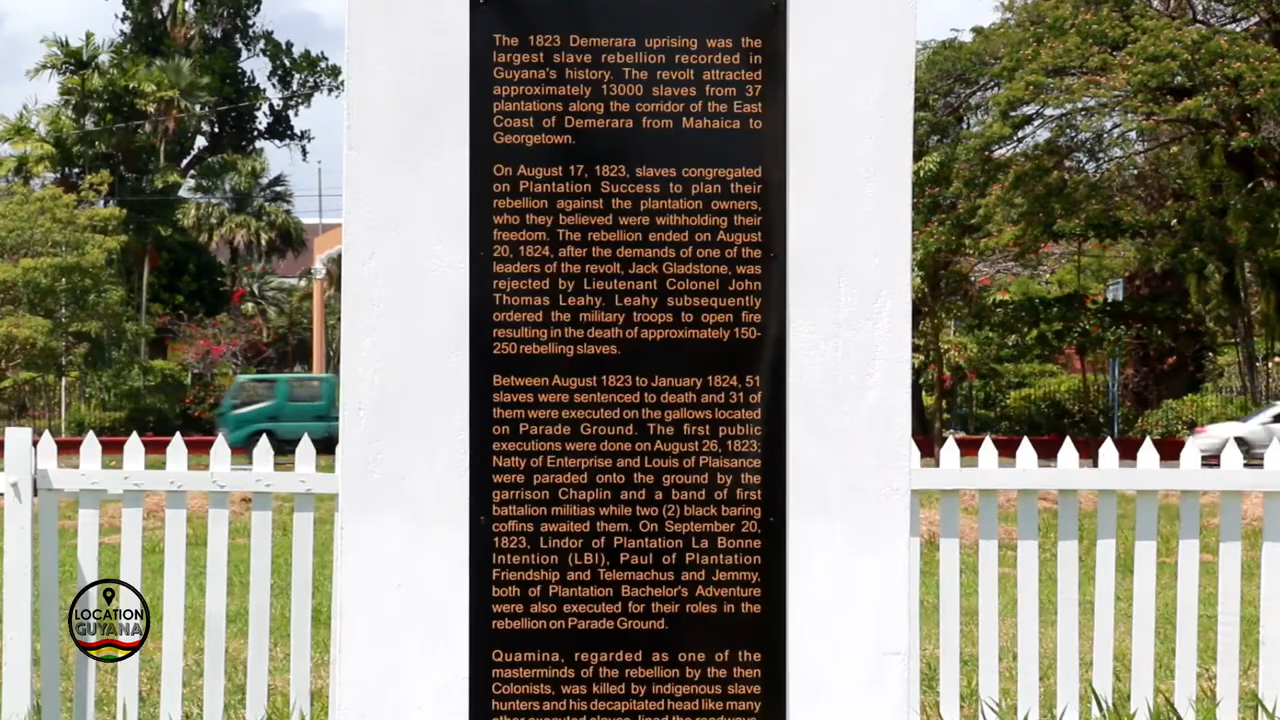 The 1823 Demerara uprising was the
largest slave rebellion recorded in
Guyana's history. The revolt attracted
approximately 13000 slaves from 37
plantations along the corridor of the East
Coast of Demerara from Mahaica to
Georgetown.
On August 17, 1823, slaves congregated
on Plantation Success to plan their
rebellion against the plantation owners,
who they believed were withholding their
freedom. The rebellion ended on August
20, 1824, after the demands of one of the
leaders of the revolt, Jack Gladstone, was
rejected by Lieutenant Colonel John
Thomas Leahy. Leahy subsequently
ordered the military troops to open fire
resulting in the death of approximately 150-
250 rebelling slaves.
Between August 1823 to January 1824, 51
slaves were sentenced to death and 31 of
them were executed on the gallows located
on Parade Ground. The first public
executions were done on August 26, 1823;
Natty of Enterprise and Louis of Plaisance
were paraded onto the ground by the
garrison Chaplin and a band of first
battalion militias while two (2) black baring
coffins awaited them. On September 20,
1823, Lindor of Plantation La Bonne
Intention (LBI), Paul of Plantation
Friendship and Telemachus and Jemmy,
both of Plantation Bachelor's Adventure
were also executed for their roles in the
rebellion on Parade Ground.
Quamina, regarded as one of the
masterminds of the rebellion by the then
Colonists, was killed by indigenous slave
hunters and his decapitated head like many
other executed slaves, lined the roadways
LOCATION
GUYANA